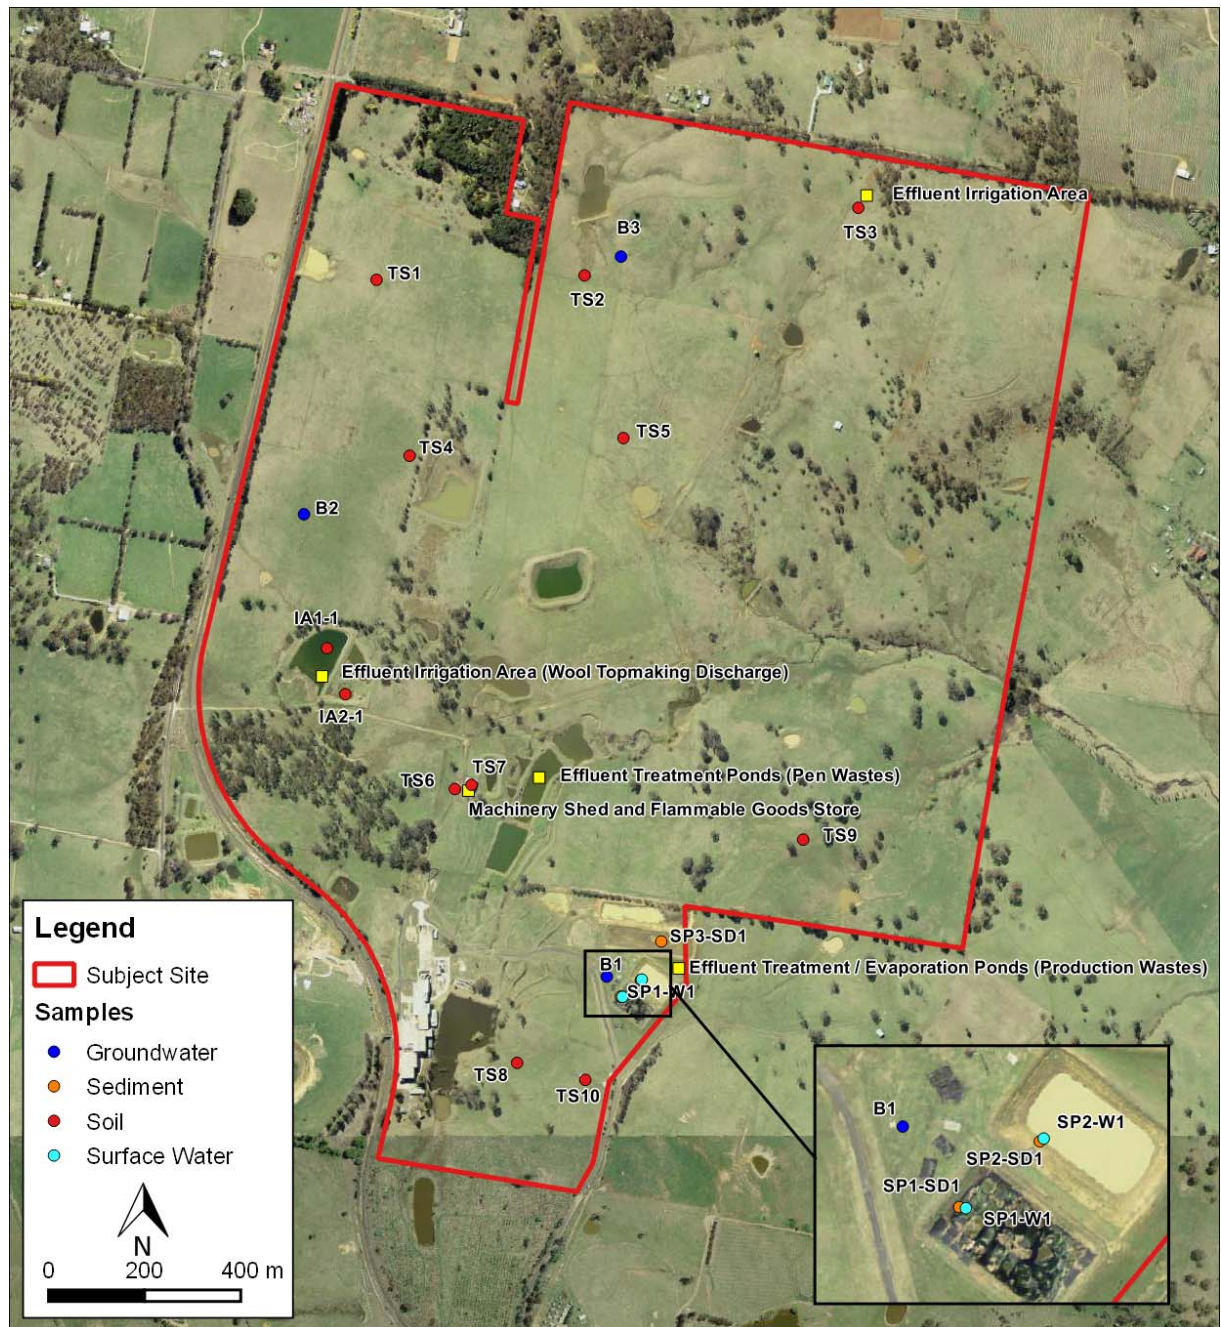 Effluent Irrigation Area
TS3
B3
TS2
TS1
TS5
TS4
B2
IA1-1
Effluent Irrigation Area (Wool Topmaking Discharge)
IA2-1
TS6
TS7
Effluent Treatment Ponds (Pen Wastes)
Machinery Shed and Flammable Goods Store
TS9
SP3-SD1
B1
Effluent Treatment / Evaporation Ponds (Production Wastes)
SP1-W1
TS8
TS10
B1
SP2-W1
SP2-SD1
SP1-SD1
SP1-W1
Legend
Subject Site
Samples
Groundwater
Sediment
Soil
Surface Water
N
0 200 400 m